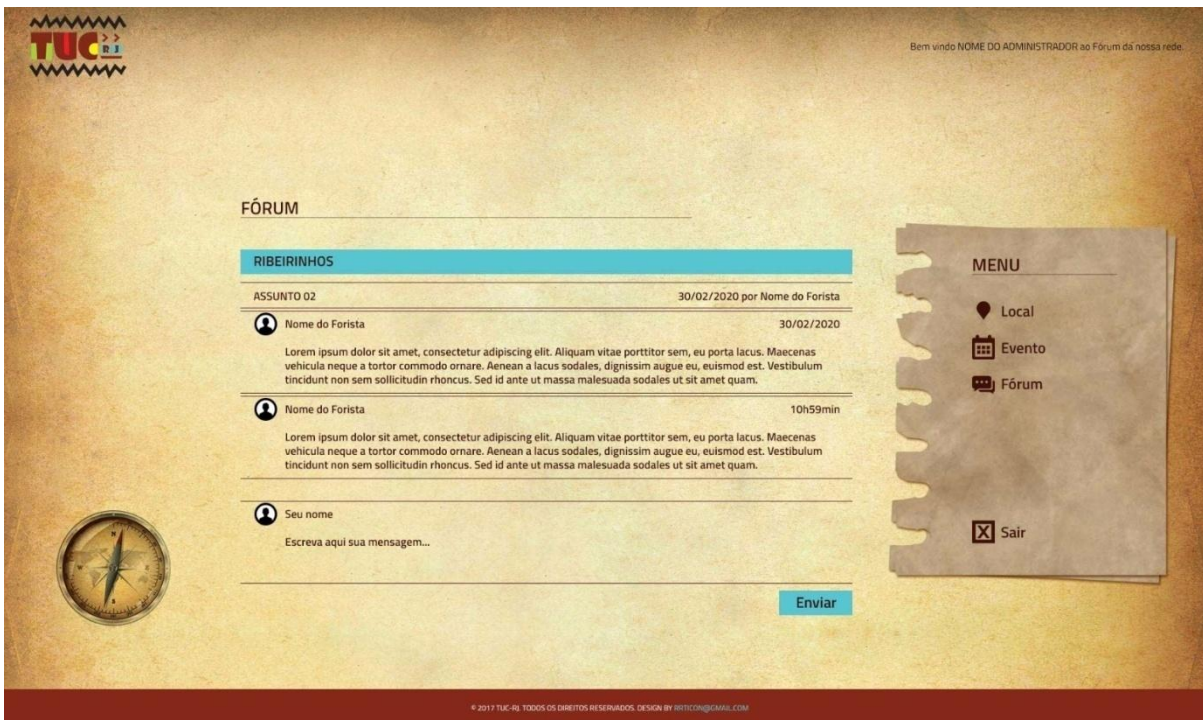 TUC >> RJ
Bem vindo NOME DO ADMINISTRADOR ao Fórum da nossa rede.
FÓRUM
RIBEIRINHOS
ASSUNTO 02 30/02/2020 por Nome do Forista
Nome do Forista 30/02/2020
Lorem ipsum dolor sit amet, consectetur adipiscing elit. Aliquam vitae porttitor sem, eu porta lacus. Maecenas
vehicula neque a tortor commodo ornare. Aenean a lacus sodales, dignissim augue eu, euismod est. Vestibulum
tincidunt non sem sollicitudin rhoncus. Sed id ante ut massa malesuada sodales ut sit amet quam.
Nome do Forista 10h59min
Lorem ipsum dolor sit amet, consectetur adipiscing elit. Aliquam vitae porttitor sem, eu porta lacus. Maecenas
vehicula neque a tortor commodo ornare. Aenean a lacus sodales, dignissim augue eu, euismod est. Vestibulum
tincidunt non sem sollicitudin rhoncus. Sed id ante ut massa malesuada sodales ut sit amet quam.
Seu nome
Escreva aqui sua mensagem...
Enviar
MENU
Local
Evento
Fórum
X Sair
© 2017 TUC-RJ. TODOS OS DIREITOS RESERVADOS. DESIGN BY RRTICON@GMAIL.COM